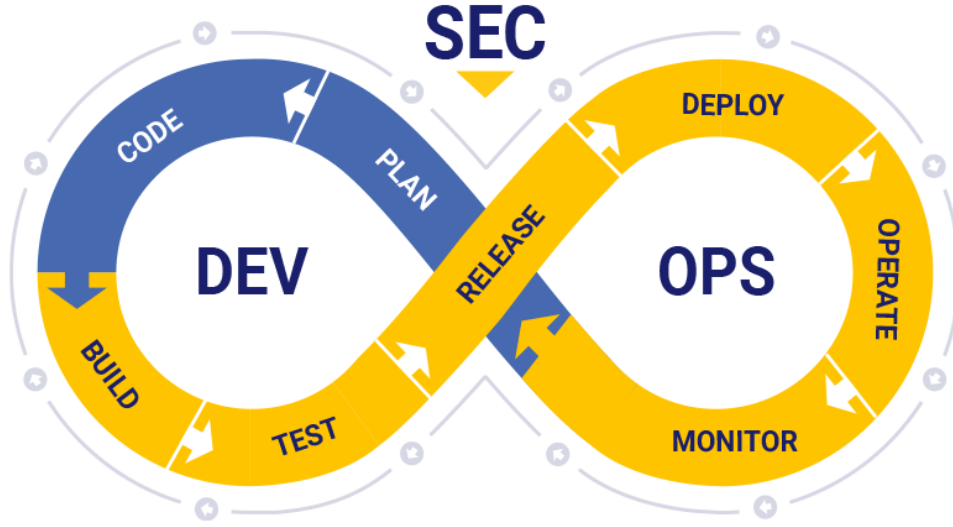 SEC
DEV
OPS
PLAN
CODE
BUILD
TEST
RELEASE
DEPLOY
OPERATE
MONITOR